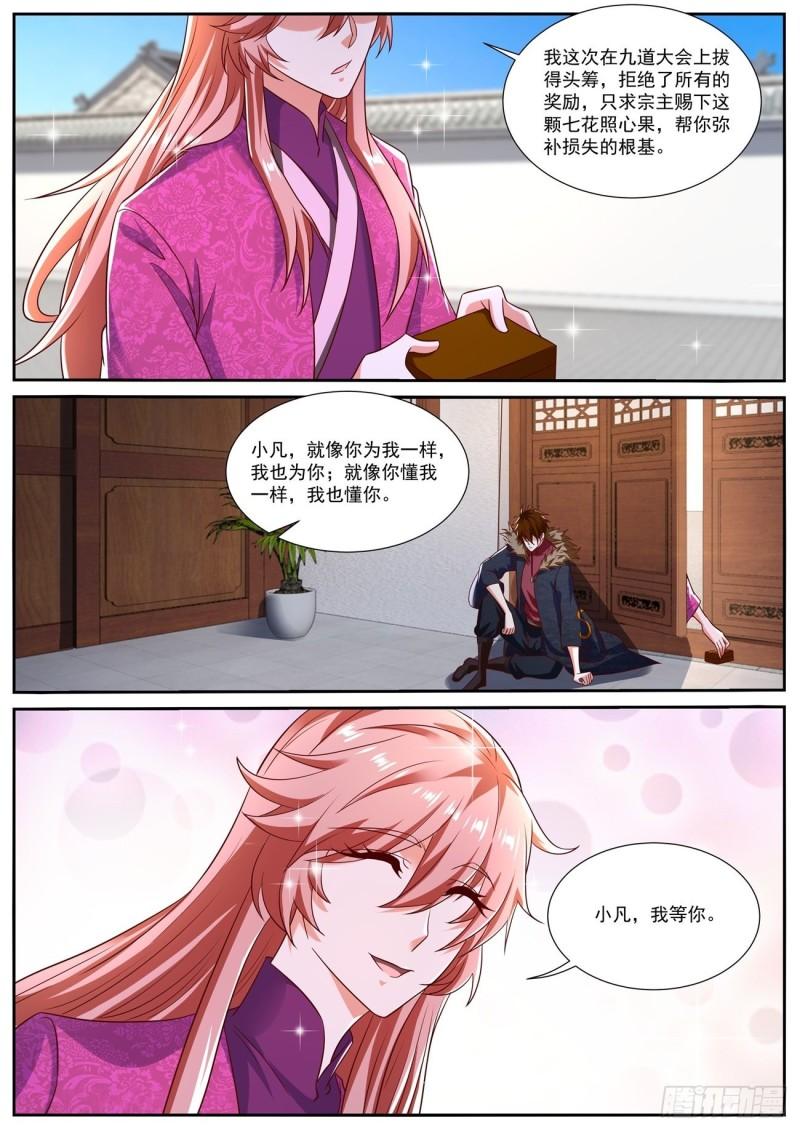 我这次在九道大会上拔
得头筹，拒绝了所有的
奖励，只求宗主赐下这
颗七花照心果，帮你弥
补损失的根基。
小凡，就像你为我一样，
我也为你；就像你懂我
一样，我也懂你。
小凡，我等你。
腾讯动漫